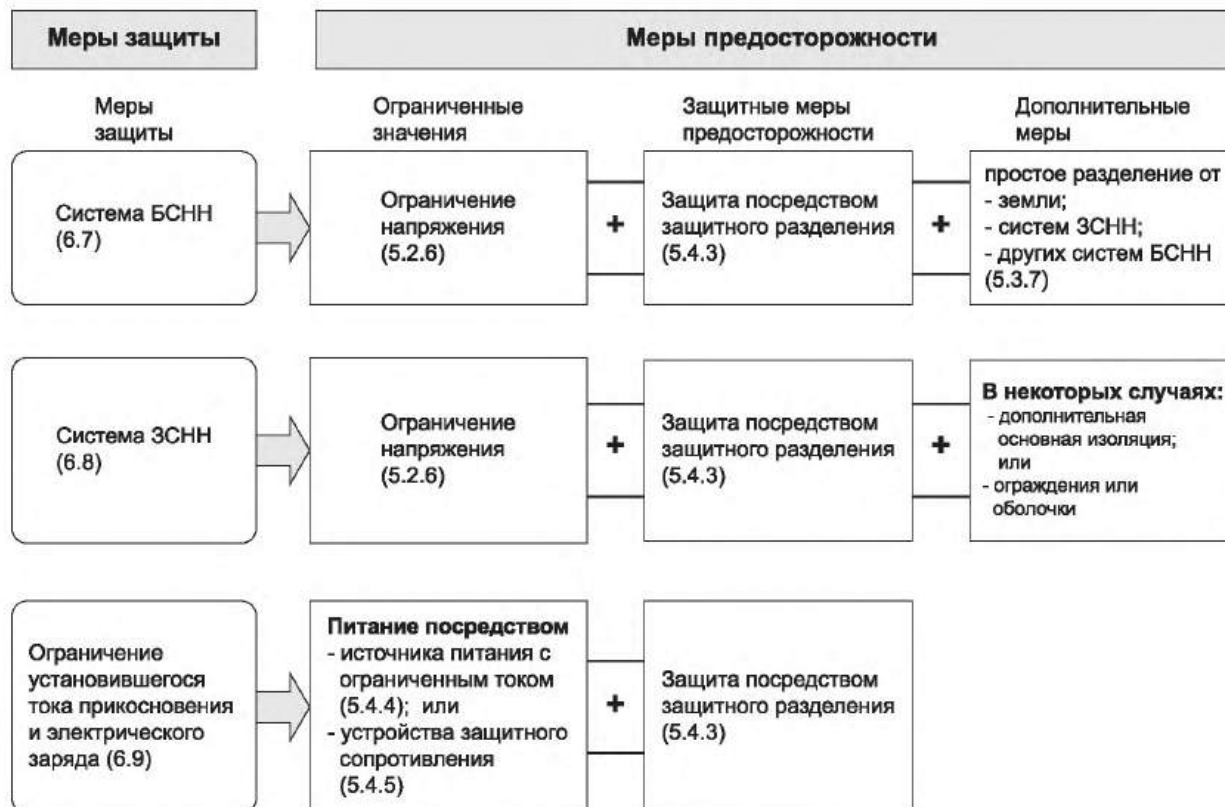 Меры защиты
Меры предосторожности
Меры
защиты
Ограниченные
значения
Защитные меры
предосторожности
Дополнительные
меры
Система БСНН
(6.7)
Ограничение
напряжения
(5.2.6)
+
Защита посредством
защитного разделения
(5.4.3)
+
простое разделение от
- земли;
- систем ЗСНН;
- других систем БСНН
(5.3.7)
Система ЗСНН
(6.8)
Ограничение
напряжения
(5.2.6)
+
Защита посредством
защитного разделения
(5.4.3)
+
В некоторых случаях:
- дополнительная
основная изоляция;
или
- ограждения или
оболочки
Ограничение
установившегося
тока прикосновения
и электрического
заряда (6.9)
Питание посредством
- источника питания с
ограниченным током
(5.4.4); или
- устройства защитного
сопротивления
(5.4.5)
+
Защита посредством
защитного разделения
(5.4.3)